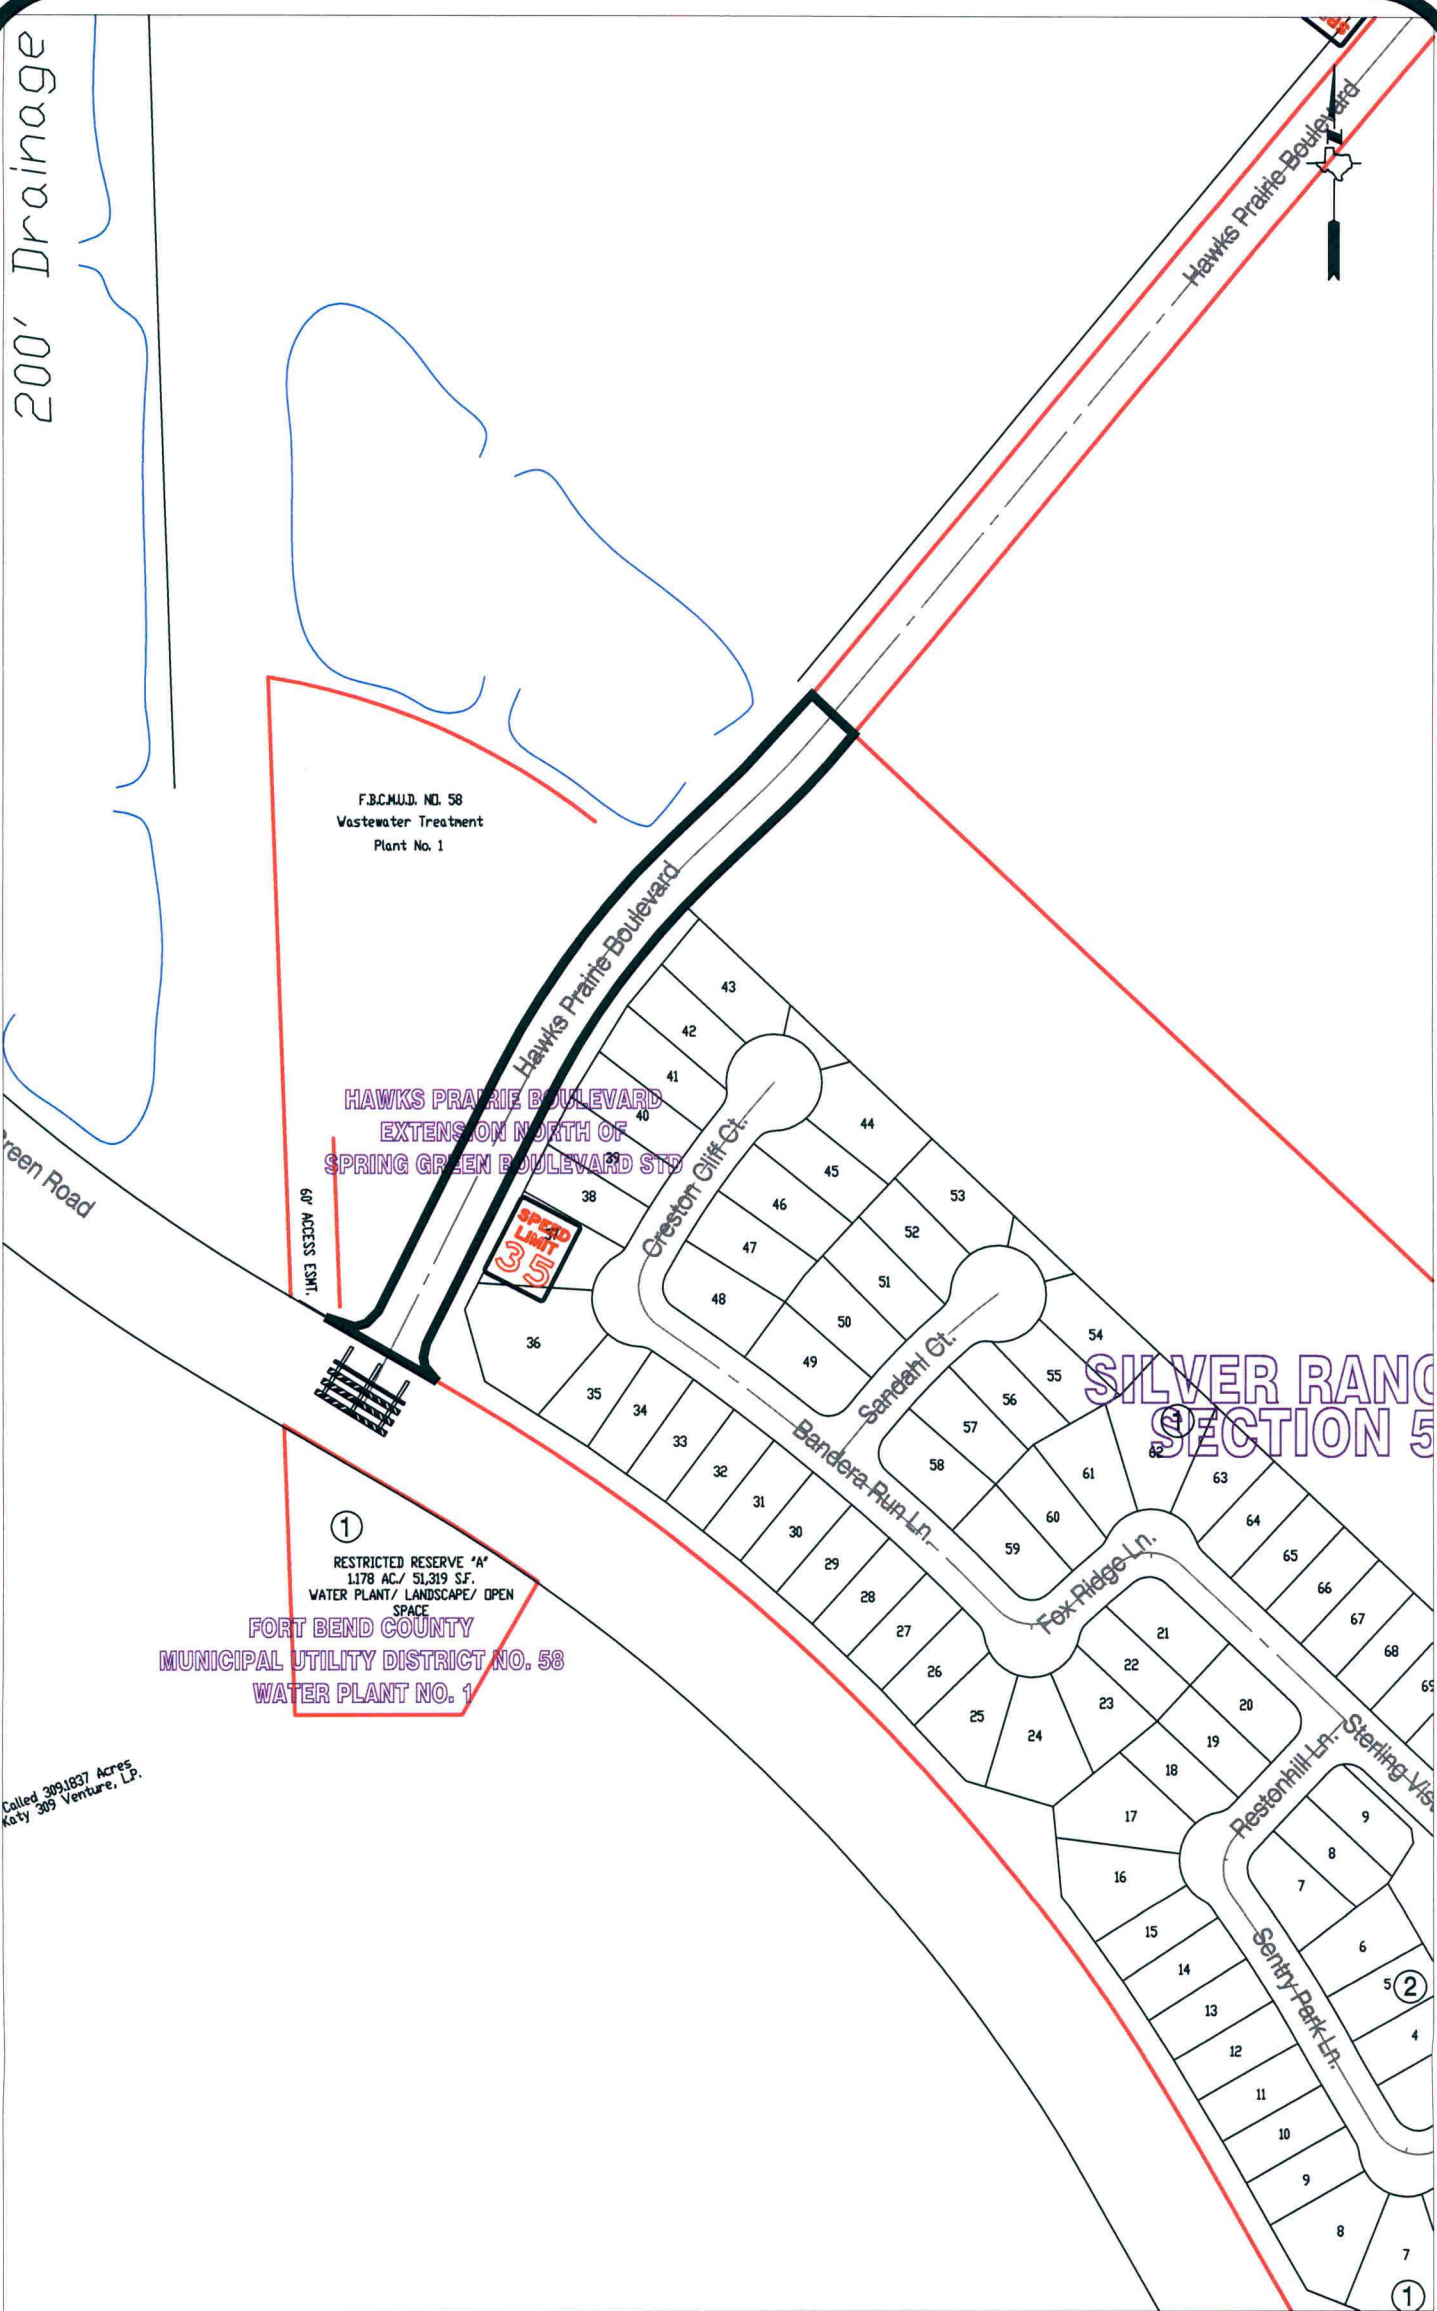 200' Drainage
Hawks Prairie Boulevard
F.B.C.M.U.D. NO. 58
Wastewater Treatment
Plant No. 1
Hawks Prairie Boulevard
HAWKS PRAIRIE BOULEVARD
EXTENSION NORTH OF
SPRING GREEN BOULEVARD STD
Green Road
60' ACCESS ESMT.
SPEED
LIMIT
35
43
42
41
40
39
38
37
36
Creston Cliff Ct.
44
45
46
47
48
53
52
51
50
49
Sandahl Ct.
54
55
56
57
58
59
60
61
62
63
64
65
66
67
68
69
SILVER RANC
SECTION 5
35
34
33
32
31
30
29
28
27
26
25
24
Bandera Run Ln.
Fox Ridge Ln.
23
22
21
20
19
18
17
16
15
14
13
12
11
10
9
8
7
1
Restonhill Ln.
Sterling Vist
9
8
7
6
5
2
4
Sentry Park Ln.
1
RESTRICTED RESERVE "A"
1.178 AC./ 51,319 S.F.
WATER PLANT/ LANDSCAPE/ OPEN
SPACE
FORT BEND COUNTY
MUNICIPAL UTILITY DISTRICT NO. 58
WATER PLANT NO. 1
Called 309.1837 Acres
Katy 309 Venture, L.P.